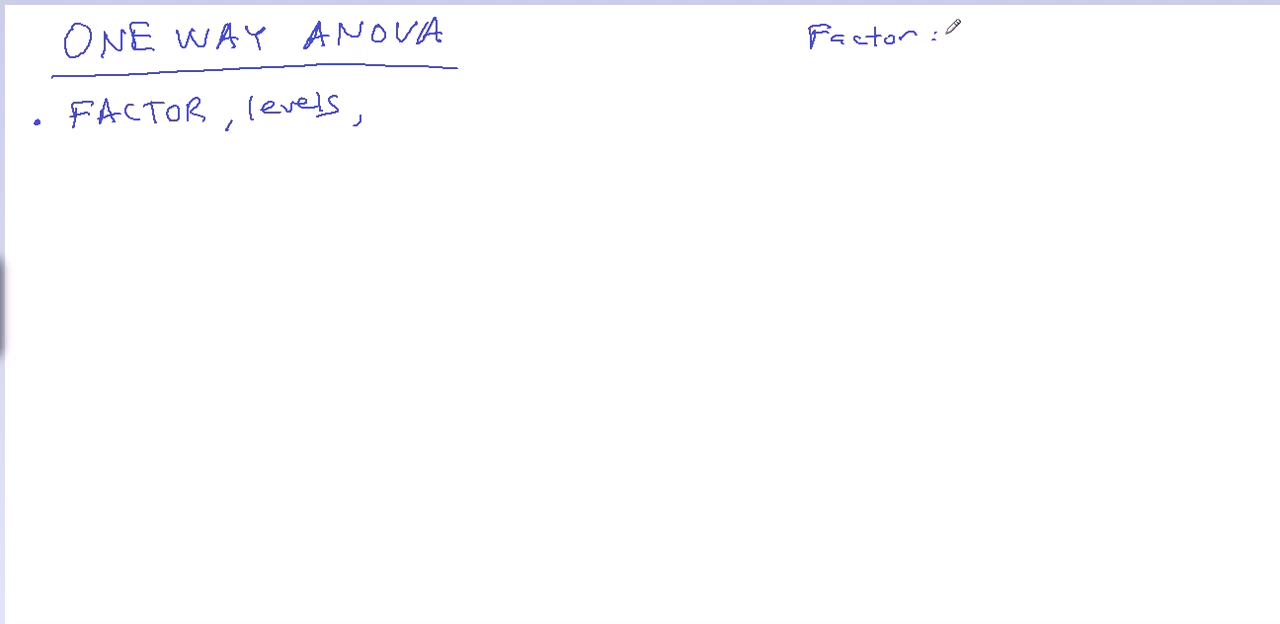 ONE WAY ANOVA
Factor :
. FACTOR , levels ,